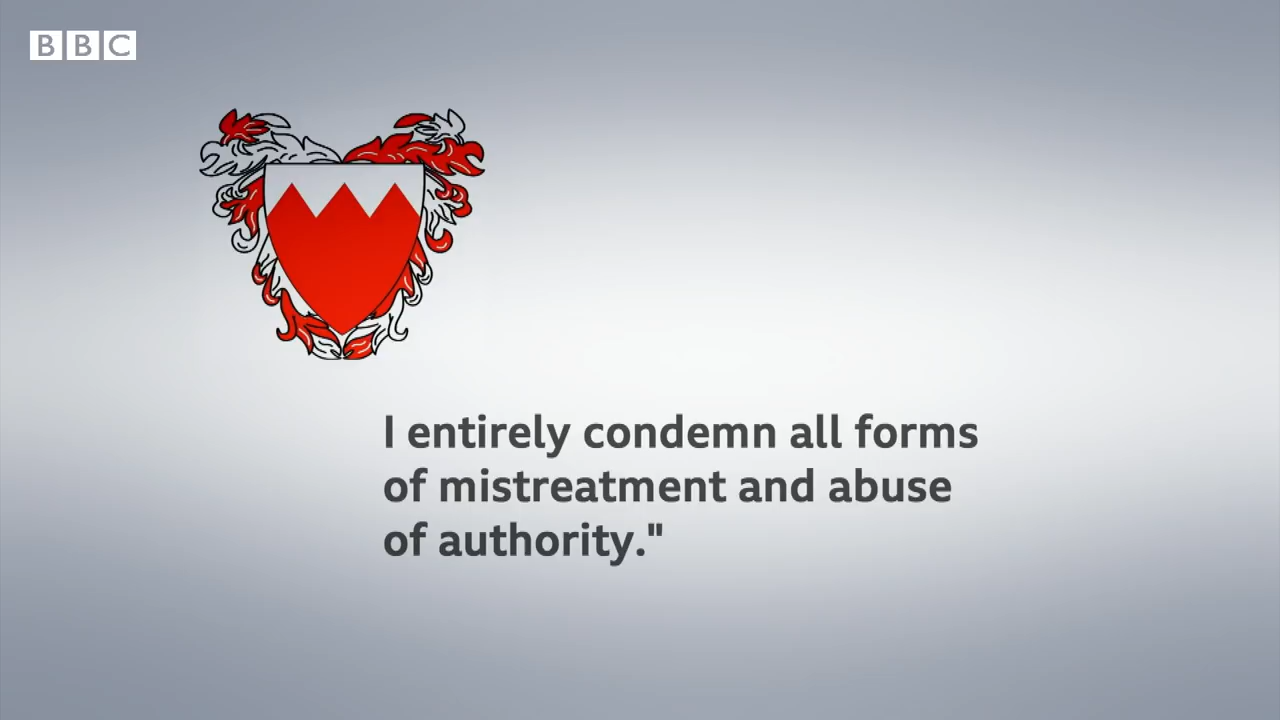 BBC
I entirely condemn all forms
of mistreatment and abuse
of authority."